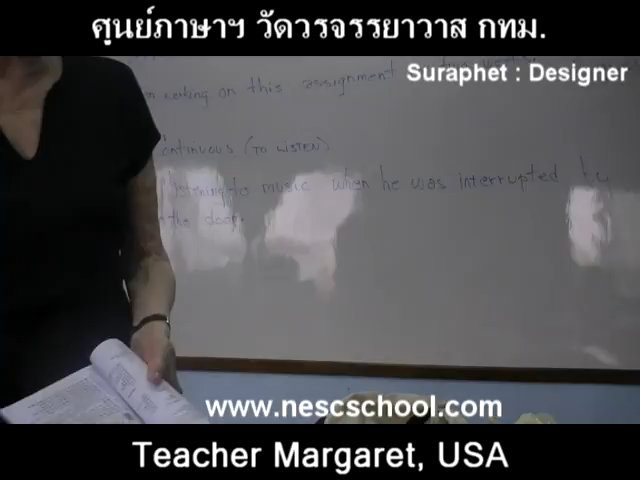 ศูนย์ภาษาฯ วัดวรจรรยาวาส กทม.
Suraphet : Designer
working on this assignment
continuous (TO LISTEN)
listening to music when he was interrupted by
the door.
www.nescschool.com
Teacher Margaret, USA